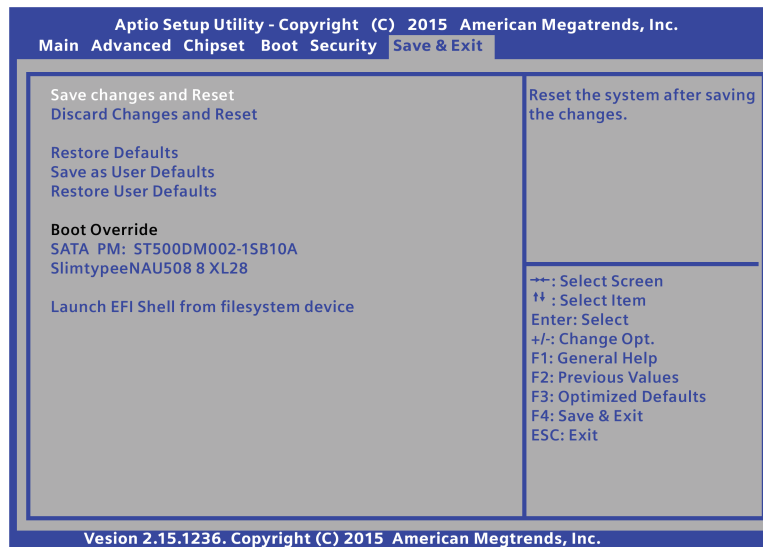 Aptio Setup Utility - Copyright (C) 2015 American Megatrends, Inc.
Main Advanced Chipset Boot Security Save & Exit
Save changes and Reset
Discard Changes and Reset
Restore Defaults
Save as User Defaults
Restore User Defaults
Boot Override
SATA PM: ST500DM002-1SB10A
SlimtypeeNAU508 8 XL28
Launch EFI Shell from filesystem device
Reset the system after saving
the changes.
→←: Select Screen
↑↓ : Select Item
Enter: Select
+/-: Change Opt.
F1: General Help
F2: Previous Values
F3: Optimized Defaults
F4: Save & Exit
ESC: Exit
Vesion 2.15.1236. Copyright (C) 2015 American Megtrends, Inc.